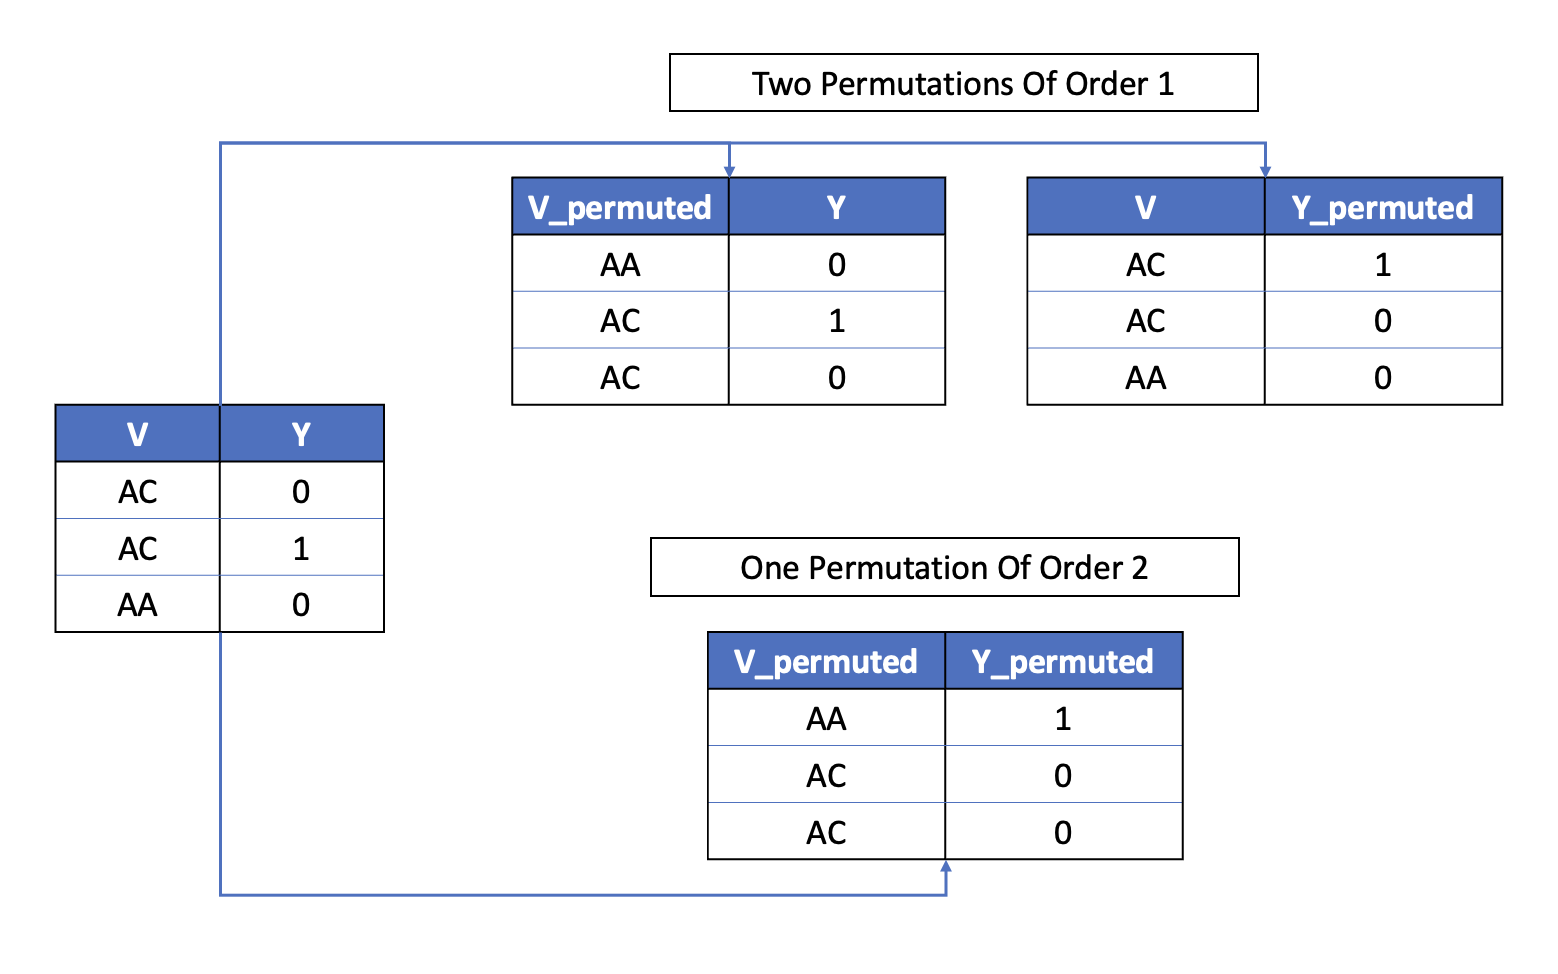 Two Permutations Of Order 1
V_permuted Y
AA 0
AC 1
AC 0
V Y_permuted
AC 1
AC 0
AA 0
V Y
AC 0
AC 1
AA 0
One Permutation Of Order 2
V_permuted Y_permuted
AA 1
AC 0
AC 0